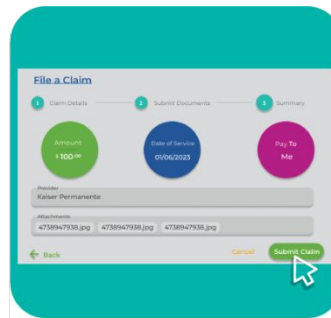 File a Claim
1 Claim Details 2 Submit Documents 3 Summary
Amount
$ 100.00
Date of Service
01/06/2023
Pay To
Me
Provider
Kaiser Permanente
Attachments
4738947938.jpg 4738947938.jpg 4738947938.jpg
Back Cancel Submit Claim